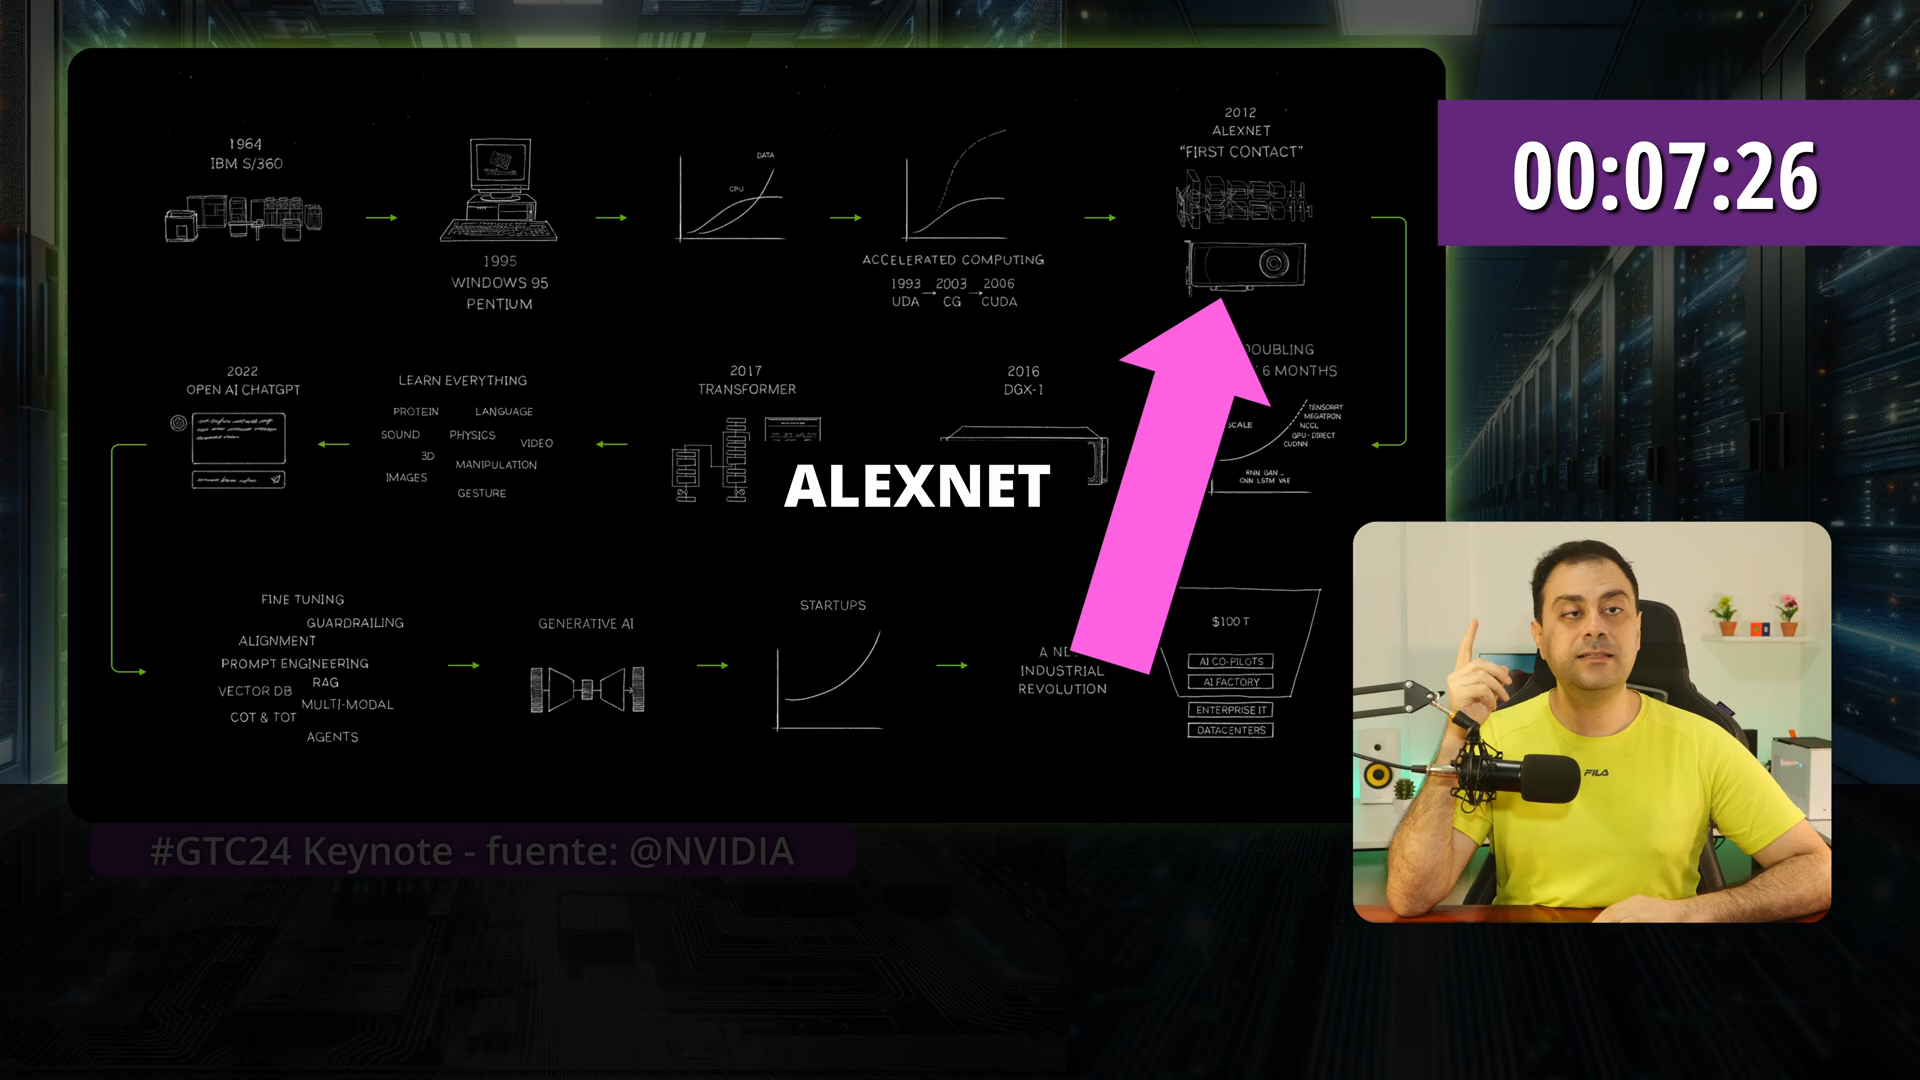 1964
IBM S/360
1995
WINDOWS 95
PENTIUM
DATA
CPU
ACCELERATED COMPUTING
1993 2003 2006
UDA CG CUDA
2012
ALEXNET
"FIRST CONTACT"
00:07:26
2022
OPEN AI CHATGPT
LEARN EVERYTHING
PROTEIN LANGUAGE
SOUND PHYSICS VIDEO
3D
MANIPULATION
IMAGES
GESTURE
2017
TRANSFORMER
2016
DGX-1
DOUBLING
6 MONTHS
SCALE
TENSORRT
MEGATRON
NCCL
GPU-DIRECT
CUDNN
RNN GAN
CNN LSTM VAE
ALEXNET
FINE TUNING
GUARDRAILING
ALIGNMENT
PROMPT ENGINEERING
RAG
VECTOR DB
MULTI-MODAL
COT & TOT
AGENTS
GENERATIVE AI
STARTUPS
A NE
INDUSTRIAL
REVOLUTION
$100 T
AI CO-PILOTS
AI FACTORY
ENTERPRISE IT
DATACENTERS
FILA
#GTC24 Keynote - fuente: @NVIDIA